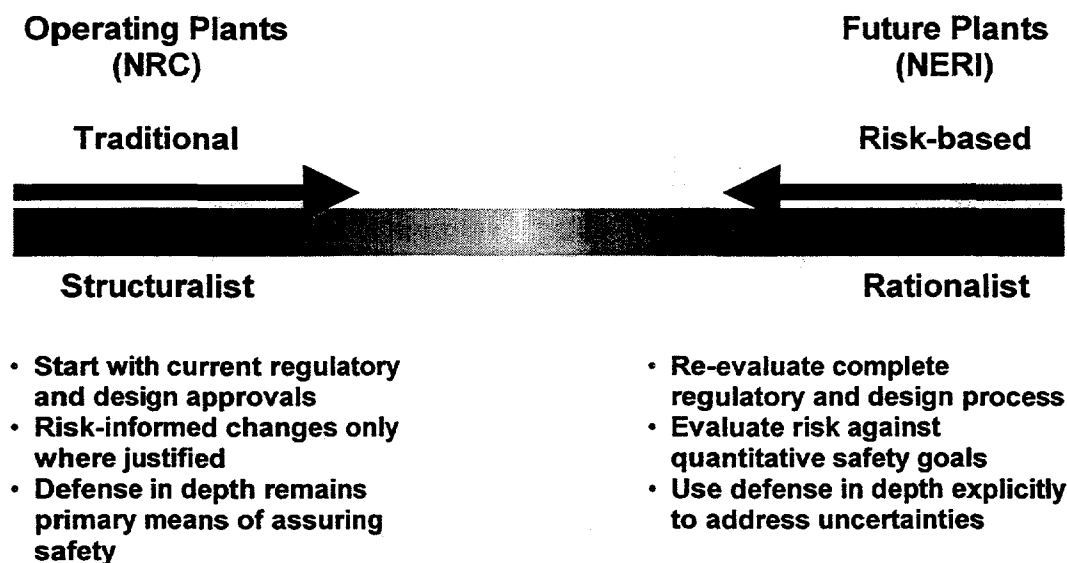 Operating Plants
(NRC)
Future Plants
(NERI)
Traditional
Risk-based
Structuralist
Rationalist
• Start with current regulatory
and design approvals
• Risk-informed changes only
where justified
• Defense in depth remains
primary means of assuring
safety
• Re-evaluate complete
regulatory and design process
• Evaluate risk against
quantitative safety goals
• Use defense in depth explicitly
to address uncertainties